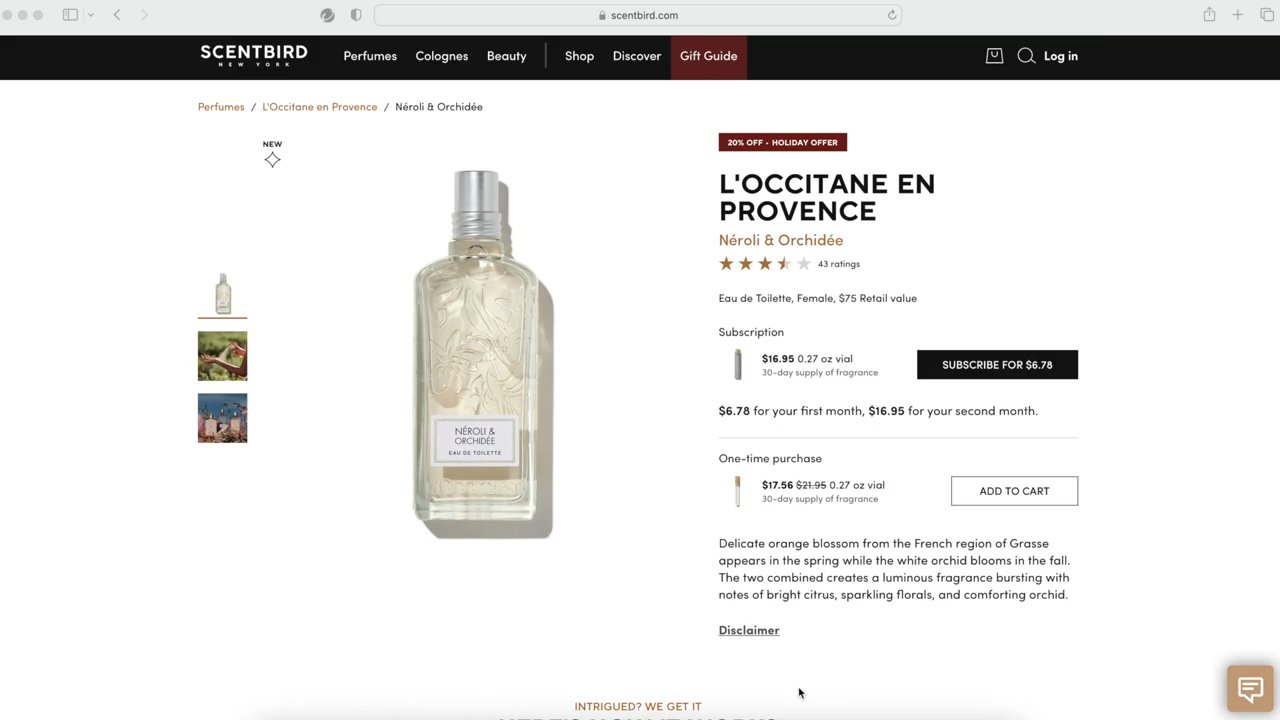 scentbird.com
SCENTBIRD
NEW YORK
Perfumes
Colognes
Beauty
Shop
Discover
Gift Guide
Log in
Perfumes / L'Occitane en Provence / Néroli & Orchidée
NEW
20% OFF • HOLIDAY OFFER
L'OCCITANE EN
PROVENCE
Néroli & Orchidée
43 ratings
Eau de Toilette, Female, $75 Retail value
Subscription
$16.95 0.27 oz vial
30-day supply of fragrance
SUBSCRIBE FOR $6.78
$6.78 for your first month, $16.95 for your second month.
One-time purchase
$17.56 $21.95 0.27 oz vial
30-day supply of fragrance
ADD TO CART
Delicate orange blossom from the French region of Grasse
appears in the spring while the white orchid blooms in the fall.
The two combined creates a luminous fragrance bursting with
notes of bright citrus, sparkling florals, and comforting orchid.
Disclaimer
NÉROLI &
ORCHIDÉE
EAU DE TOILETTE
INTRIGUED? WE GET IT